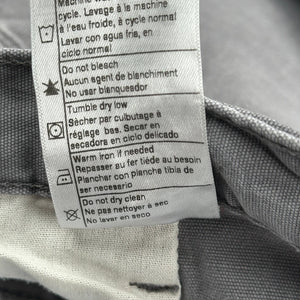 Machine
cycle. Lavage à la machine
à l'eau froide, à cycle normal
Lavar con agua fria, en
ciclo normal
Do not bleach
Aucun agent de blanchiment
No usar blanqueador
Tumble dry low
Sécher par culbutage à
réglage bas. Secar en
secadora en ciclo delicado
Warm iron if needed
Repasser au fer tiède au besoin
Planchar con plancha tibia de
ser necesario
Do not dry clean
Ne pas nettoyer à sec
No lavar en seco